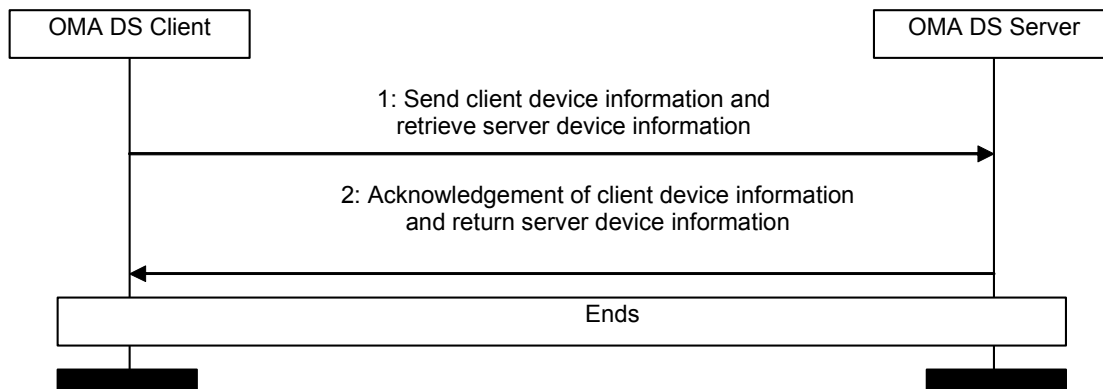 OMA DS Client
OMA DS Server
1: Send client device information and
retrieve server device information
2: Acknowledgement of client device information
and return server device information
Ends